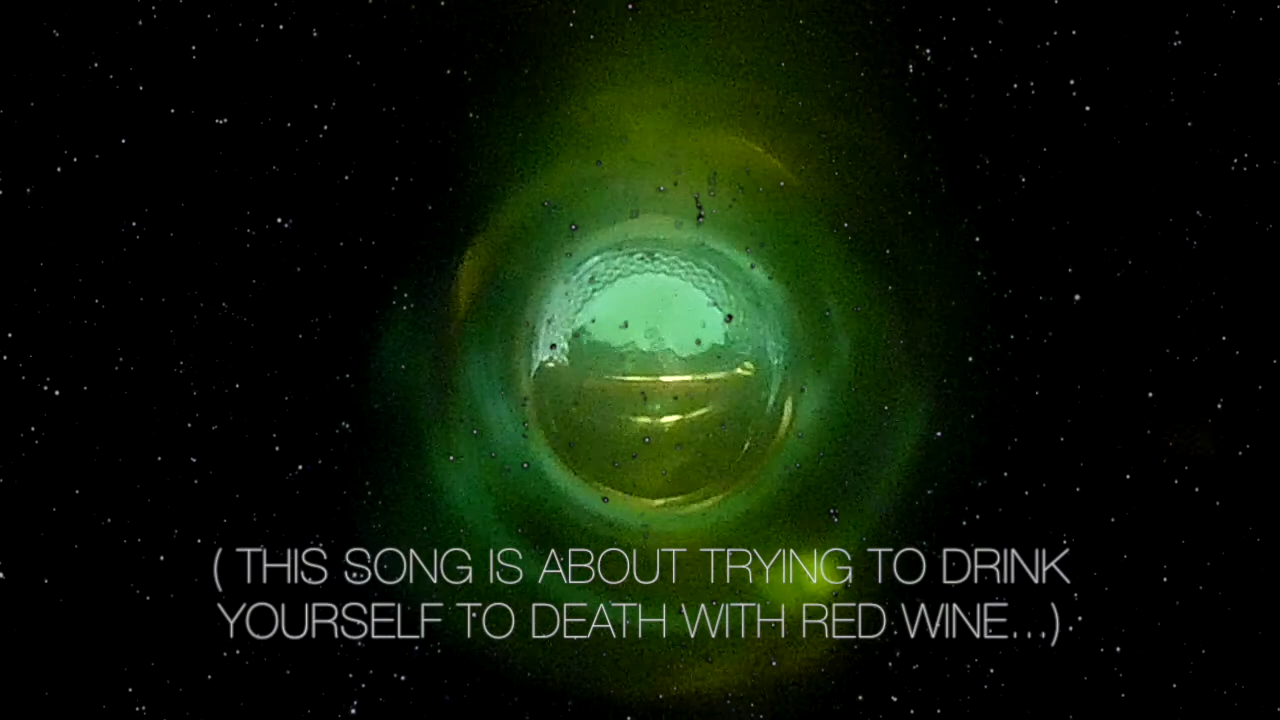 ( THIS SONG IS ABOUT TRYING TO DRINK
YOURSELF TO DEATH WITH RED WINE...)